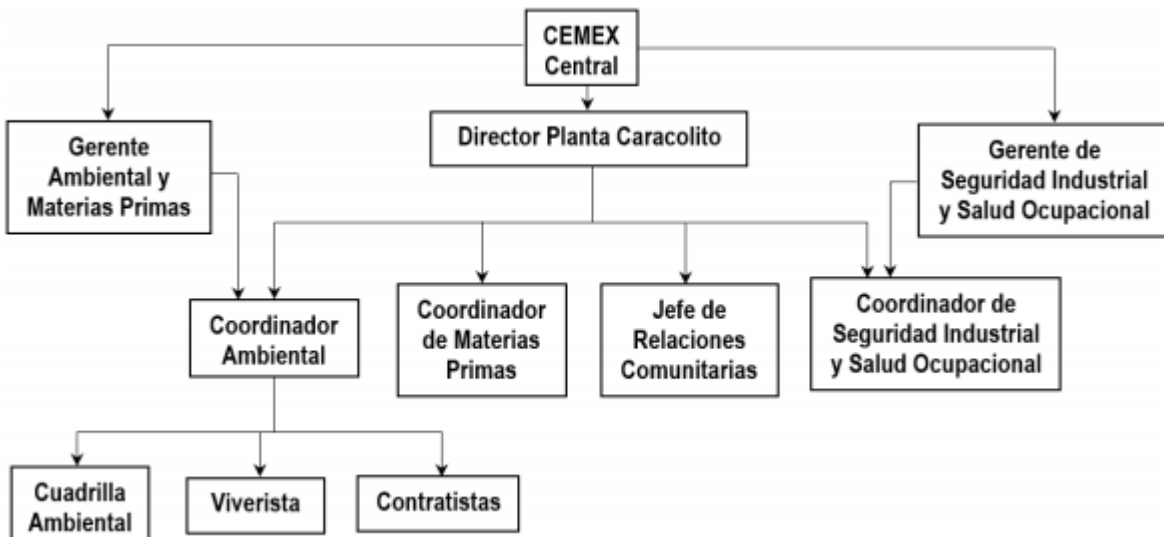 CEMEX
Central
Gerente
Ambiental y
Materias Primas
Director Planta Caracolito
Gerente de
Seguridad Industrial
y Salud Ocupacional
Coordinador
Ambiental
Coordinador
de Materias
Primas
Jefe de
Relaciones
Comunitarias
Coordinador de
Seguridad Industrial
y Salud Ocupacional
Cuadrilla
Ambiental
Viverista
Contratistas